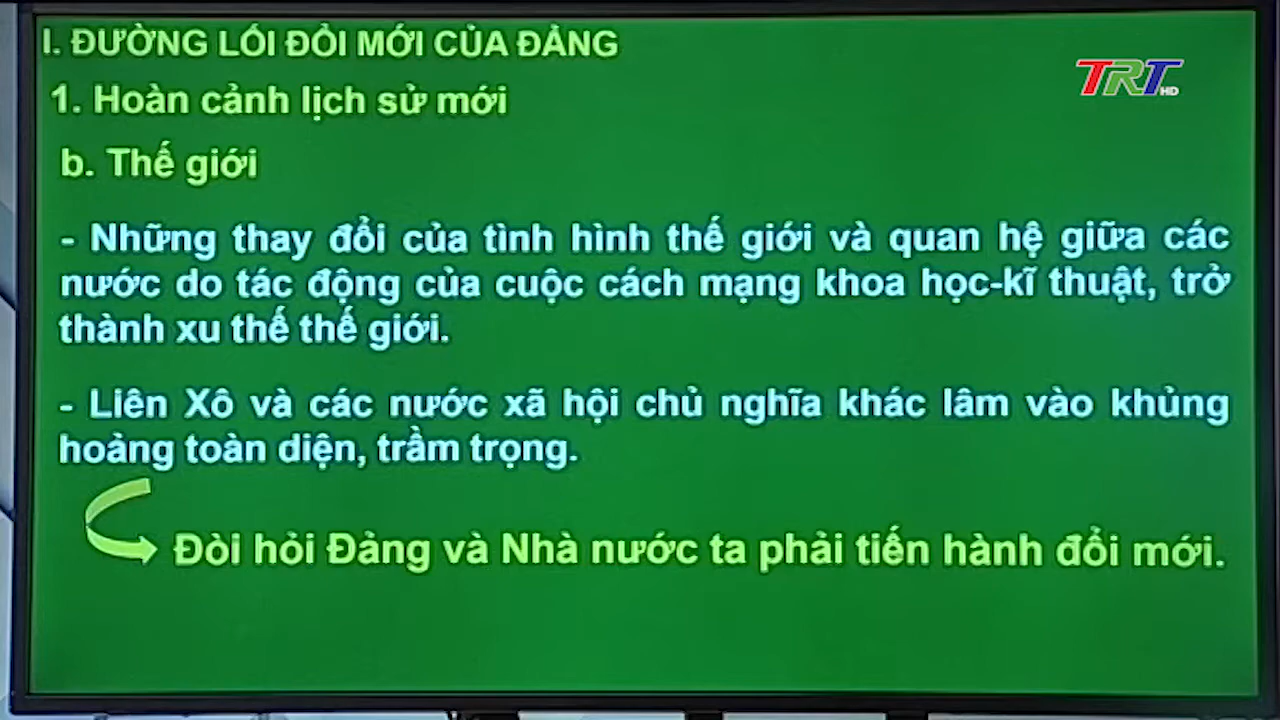 I. ĐƯỜNG LỐI ĐỔI MỚI CỦA ĐẢNG
TRT HD
1. Hoàn cảnh lịch sử mới
b. Thế giới
- Những thay đổi của tình hình thế giới và quan hệ giữa các
nước do tác động của cuộc cách mạng khoa học-kĩ thuật, trở
thành xu thế thế giới.
- Liên Xô và các nước xã hội chủ nghĩa khác lâm vào khủng
hoảng toàn diện, trầm trọng.
Đòi hỏi Đảng và Nhà nước ta phải tiến hành đổi mới.